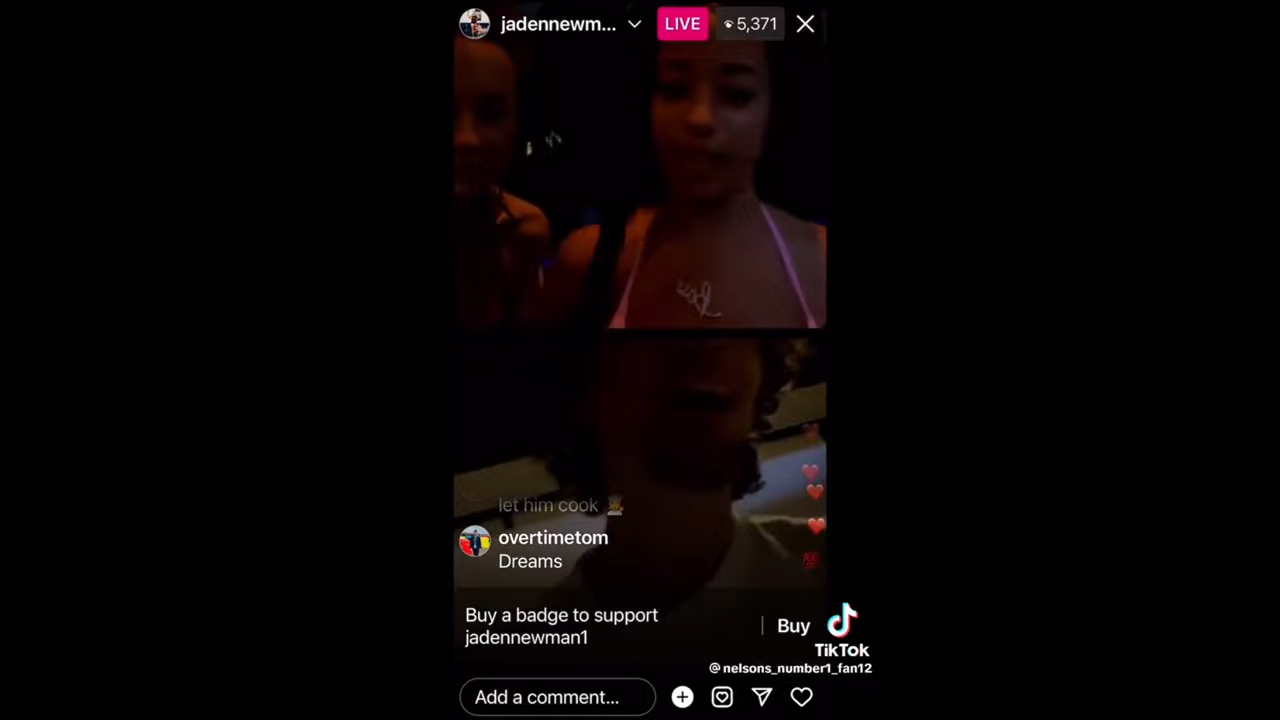 jadennewm...
LIVE
5,371
let him cook
overtimetom
Dreams
Buy a badge to support
jadennewman1
Buy
TikTok
@nelsons_number1_fan12
Add a comment...